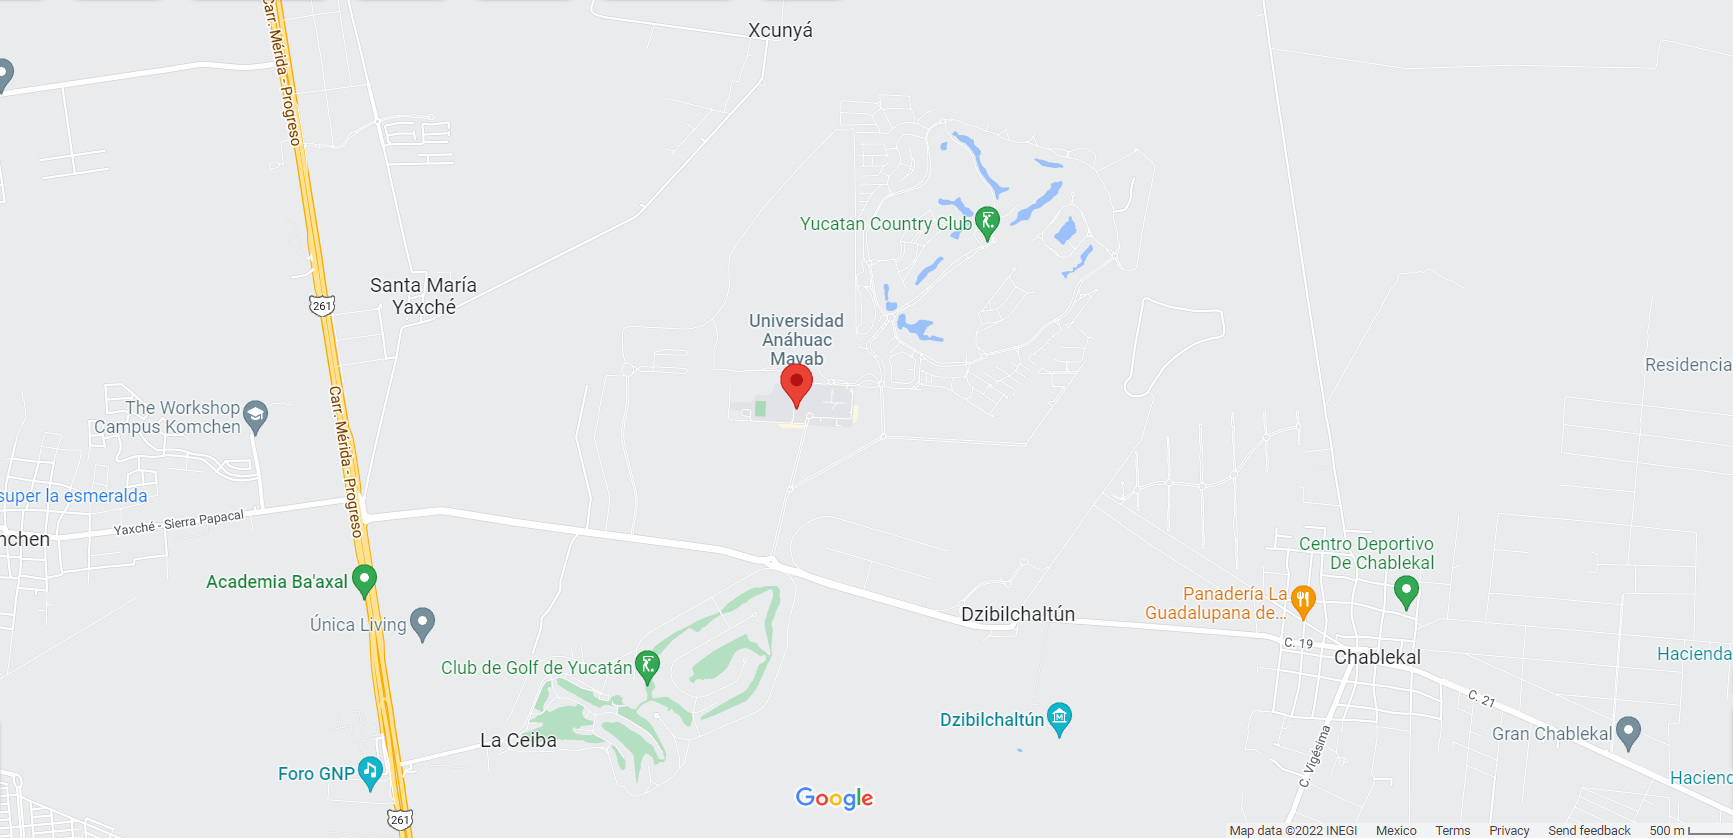 Xcunyá
Carr. Mérida - Progreso
Yucatan Country Club
Santa María
Yaxché
261
Universidad
Anáhuac
Mayab
Residencia
The Workshop
Campus Komchen
Carr. Mérida - Progreso
super la esmeralda
Yaxché - Sierra Papacal
nchen
Centro Deportivo
De Chablekal
Academia Ba'axal
Panadería La
Guadalupana de...
Única Living
Dzibilchaltún
C. 19
Chablekal
Hacienda
Club de Golf de Yucatán
C. 21
Dzibilchaltún
Gran Chablekal
La Ceiba
C. Vigésima
Foro GNP
Haciend
Google
261
Map data ©2022 INEGI Mexico Terms Privacy Send feedback 500 m